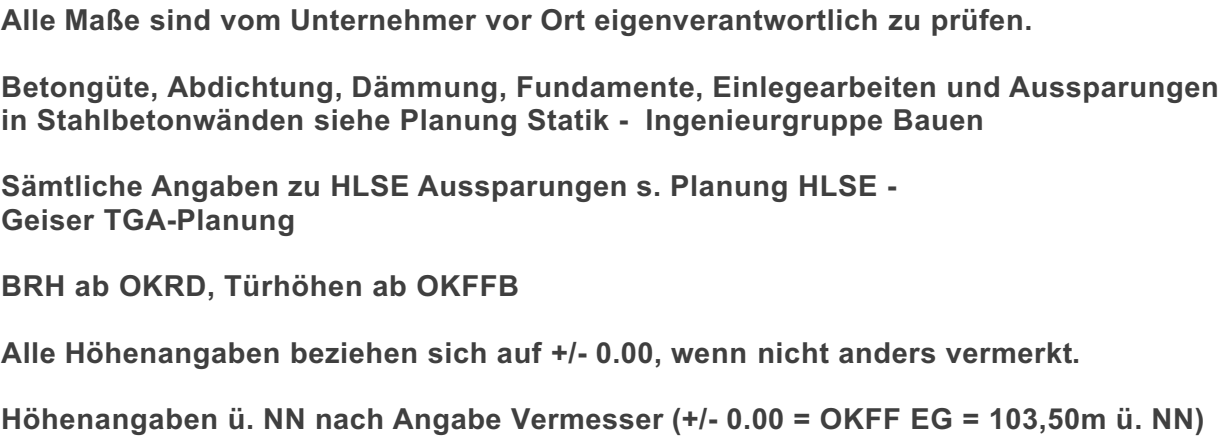 Alle Maße sind vom Unternehmer vor Ort eigenverantwortlich zu prüfen.
Betongüte, Abdichtung, Dämmung, Fundamente, Einlegearbeiten und Aussparungen
in Stahlbetonwänden siehe Planung Statik - Ingenieurgruppe Bauen
Sämtliche Angaben zu HLSE Aussparungen s. Planung HLSE -
Geiser TGA-Planung
BRH ab OKRD, Türhöhen ab OKFFB
Alle Höhenangaben beziehen sich auf +/- 0.00, wenn nicht anders vermerkt.
Höhenangaben ü. NN nach Angabe Vermesser (+/- 0.00 = OKFF EG = 103,50m ü. NN)